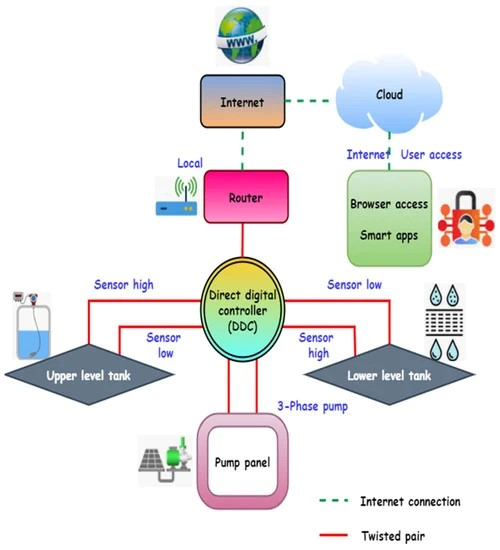 WWW.
Internet
Cloud
Local
Internet User access
Router
Browser access
Smart apps
Sensor high
Direct digital
controller
(DDC)
Sensor low
Sensor
low
Sensor
high
Upper level tank
Lower level tank
3-Phase pump
Pump panel
Internet connection
Twisted pair